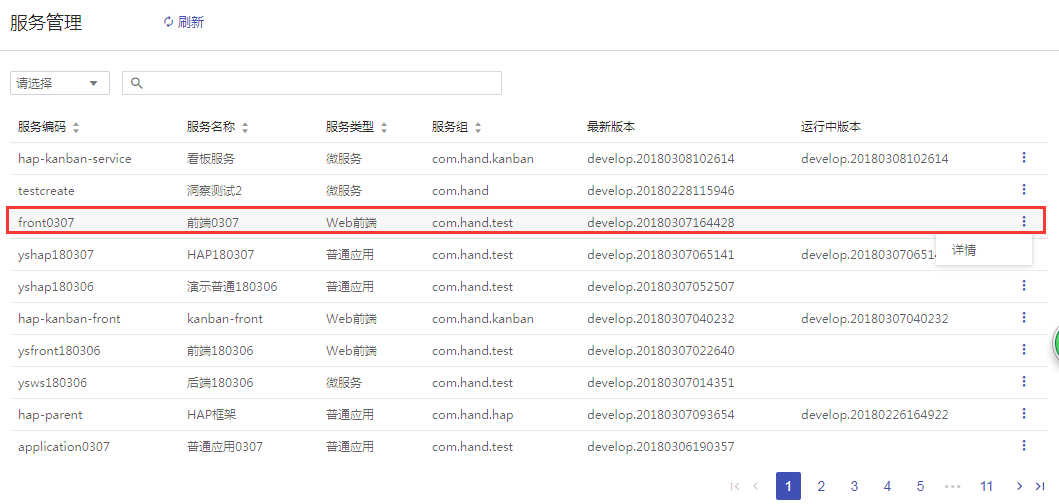 服务管理 刷新
请选择
服务编码 服务名称 服务类型 服务组 最新版本 运行中版本
hap-kanban-service 看板服务 微服务 com.hand.kanban develop.20180308102614 develop.20180308102614
testcreate 洞察测试2 微服务 com.hand develop.20180228115946
front0307 前端0307 Web前端 com.hand.test develop.20180307164428
yshap180307 HAP180307 普通应用 com.hand.test develop.20180307065141 develop.2018030706514
详情
yshap180306 演示普通180306 普通应用 com.hand.test develop.20180307052507
hap-kanban-front kanban-front Web前端 com.hand.kanban develop.20180307040232 develop.20180307040232
ysfront180306 前端180306 Web前端 com.hand.test develop.20180307022640
ysws180306 后端180306 微服务 com.hand.test develop.20180307014351
hap-parent HAP框架 普通应用 com.hand.hap develop.20180307093654 develop.20180226164922
application0307 普通应用0307 普通应用 com.hand.test develop.20180306190357
1 2 3 4 5 ••• 11